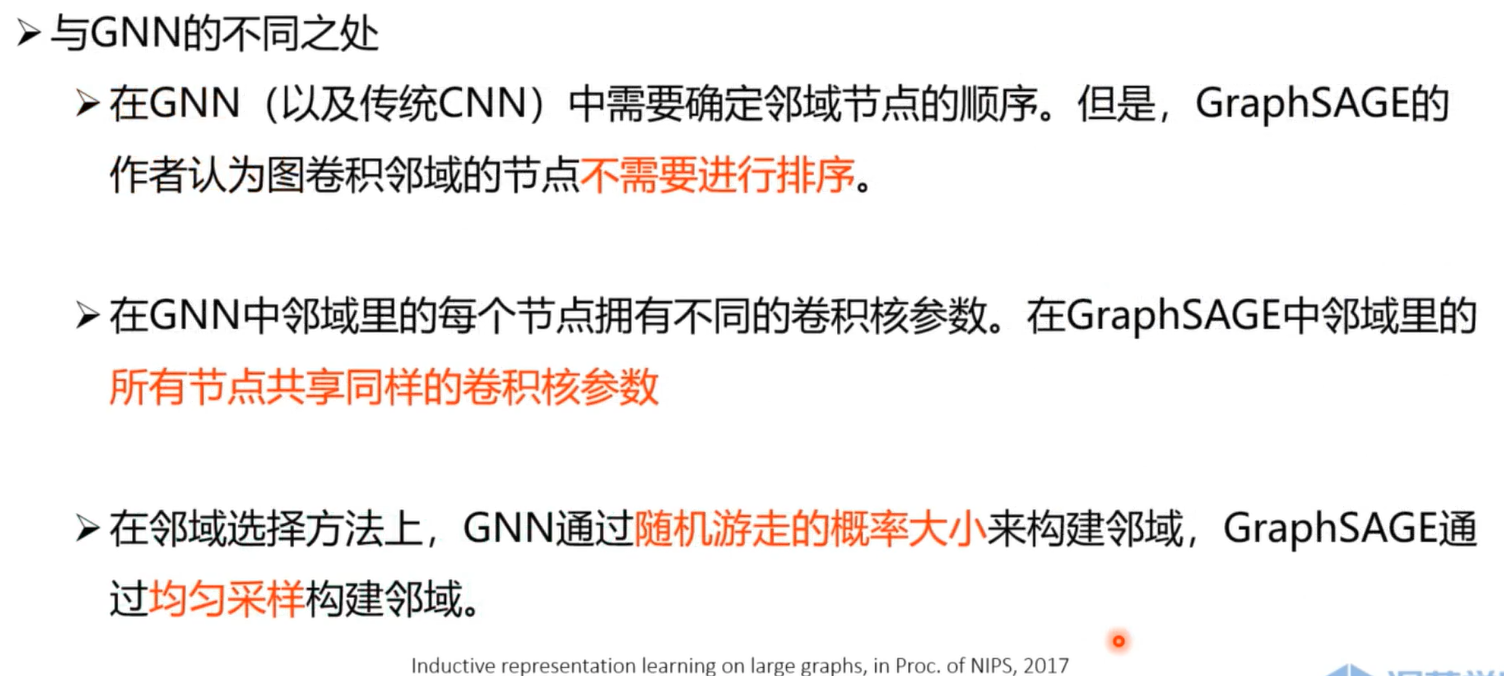 ➢与GNN的不同之处
➢在GNN（以及传统CNN）中需要确定邻域节点的顺序。但是，GraphSAGE的
作者认为图卷积邻域的节点不需要进行排序。
➢在GNN中邻域里的每个节点拥有不同的卷积核参数。在GraphSAGE中邻域里的
所有节点共享同样的卷积核参数
➢在邻域选择方法上，GNN通过随机游走的概率大小来构建邻域，GraphSAGE通
过均匀采样构建邻域。
Inductive representation learning on large graphs, in Proc. of NIPS, 2017